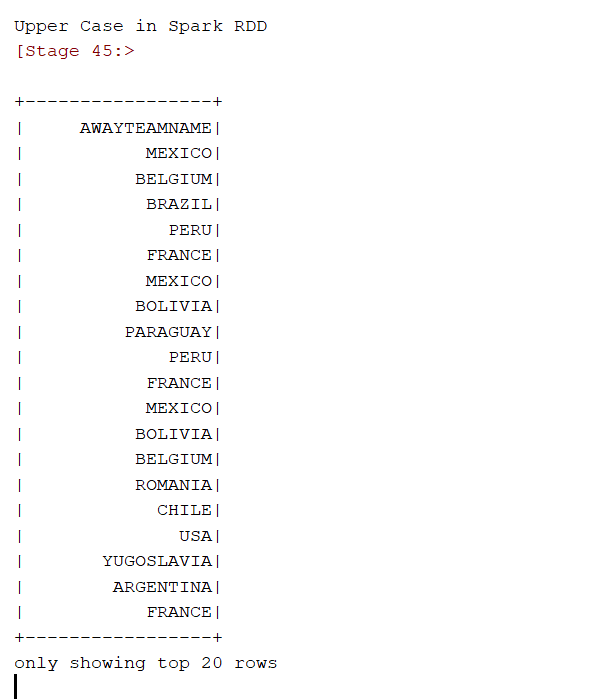 Upper Case in Spark RDD
[Stage 45:>
+-----------------+
|     AWAYTEAMNAME|
|           MEXICO|
|          BELGIUM|
|           BRAZIL|
|             PERU|
|           FRANCE|
|           MEXICO|
|          BOLIVIA|
|         PARAGUAY|
|             PERU|
|           FRANCE|
|           MEXICO|
|          BOLIVIA|
|          BELGIUM|
|          ROMANIA|
|            CHILE|
|              USA|
|       YUGOSLAVIA|
|        ARGENTINA|
|           FRANCE|
+-----------------+
only showing top 20 rows